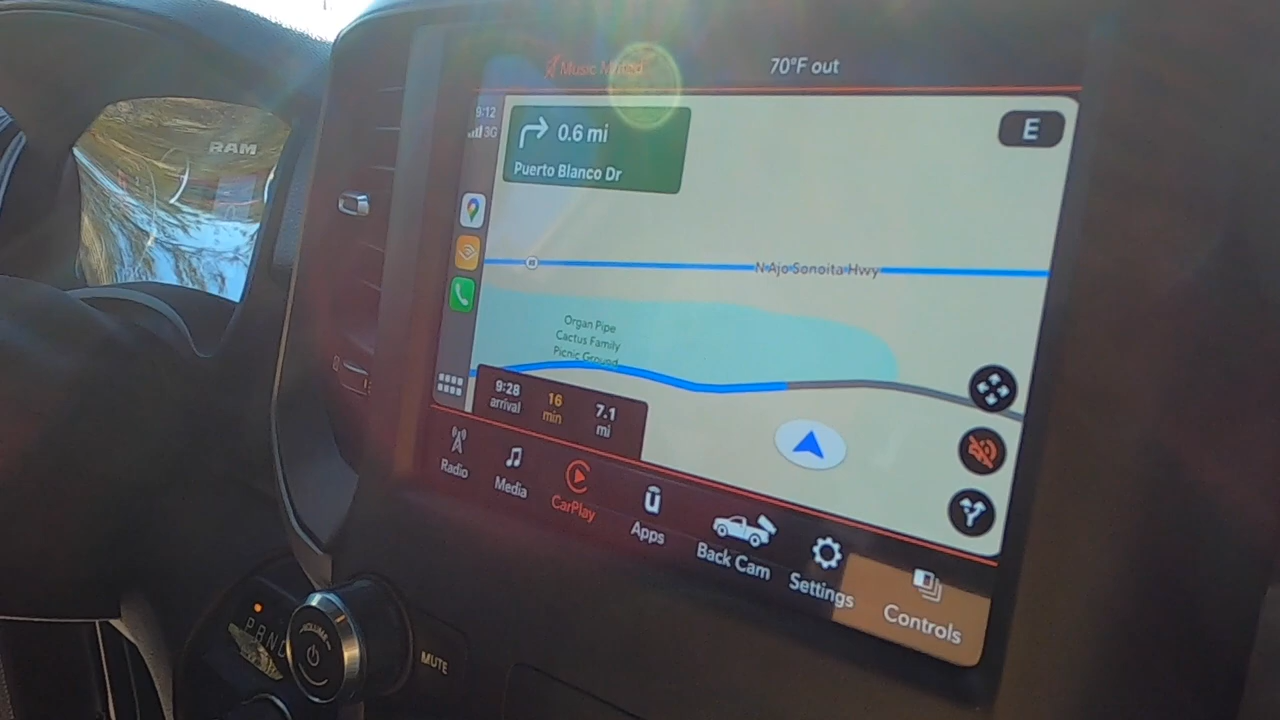 RAM
Music Muted
70°F out
9:12
3G
0.6 mi
Puerto Blanco Dr
E
N Ajo Sonoita Hwy
Organ Pipe
Cactus Family
Picnic Ground
9:28
arrival
16
min
7.1
mi
Radio
Media
CarPlay
Apps
Back Cam
Settings
Controls
PRND
VOLUME
MUTE